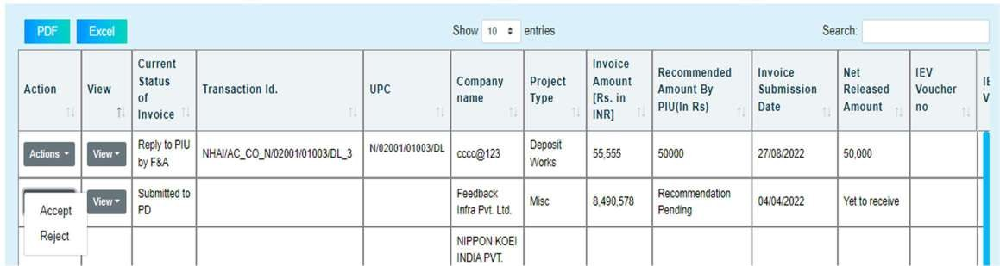 PDF Excel Show 10 entries Search:
Action View Current Status of Invoice Transaction Id. UPC Company name Project Type Invoice Amount [Rs. in INR] Recommended Amount By PIU(In Rs) Invoice Submission Date Net Released Amount IEV Voucher no
Actions View Reply to PIU by F&A NHAI/AC_CO_N/02001/01003/DL_3 N/02001/01003/DL cccc@123 Deposit Works 55,555 50000 27/08/2022 50,000
View Submitted to PD Feedback Infra Pvt. Ltd. Misc 8,490,578 Recommendation Pending 04/04/2022 Yet to receive
Accept
Reject
NIPPON KOEI
INDIA PVT.